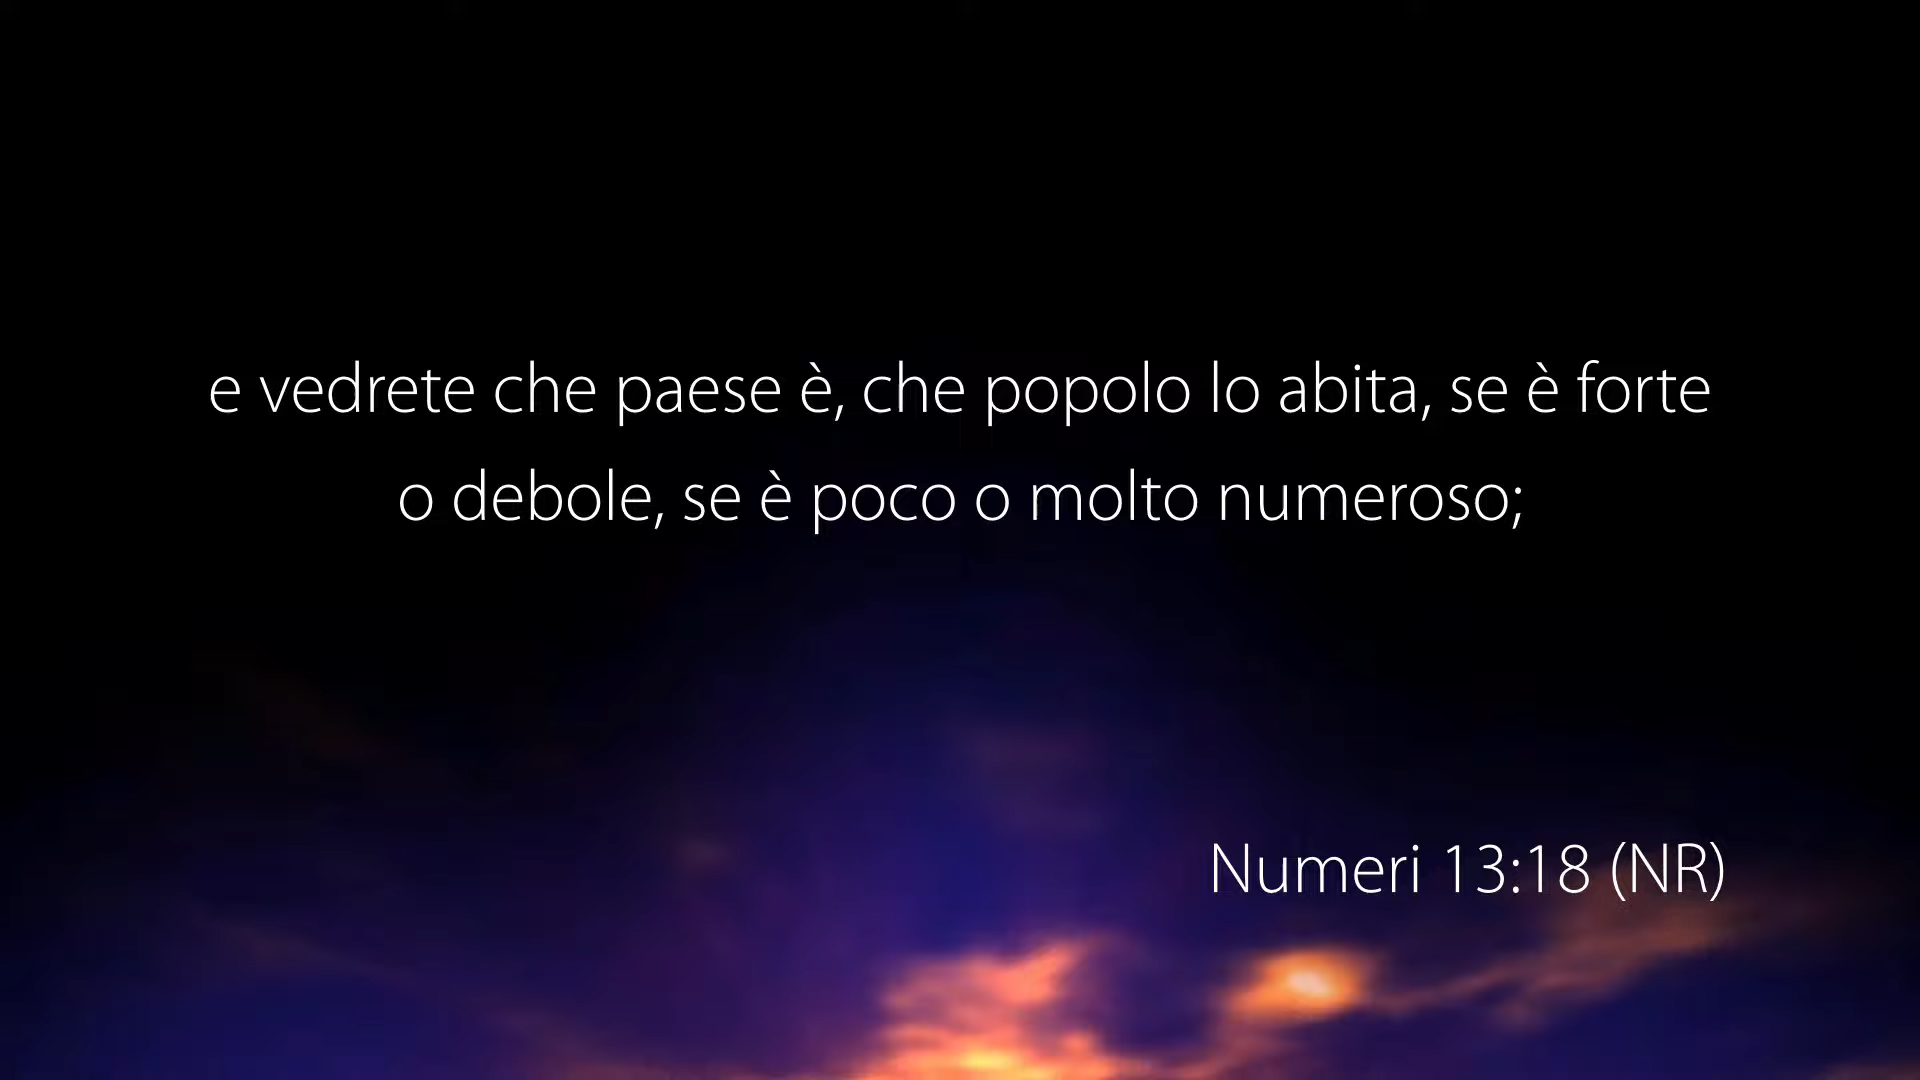 e vedrete che paese è, che popolo lo abita, se è forte
o debole, se è poco o molto numeroso;
Numeri 13:18 (NR)